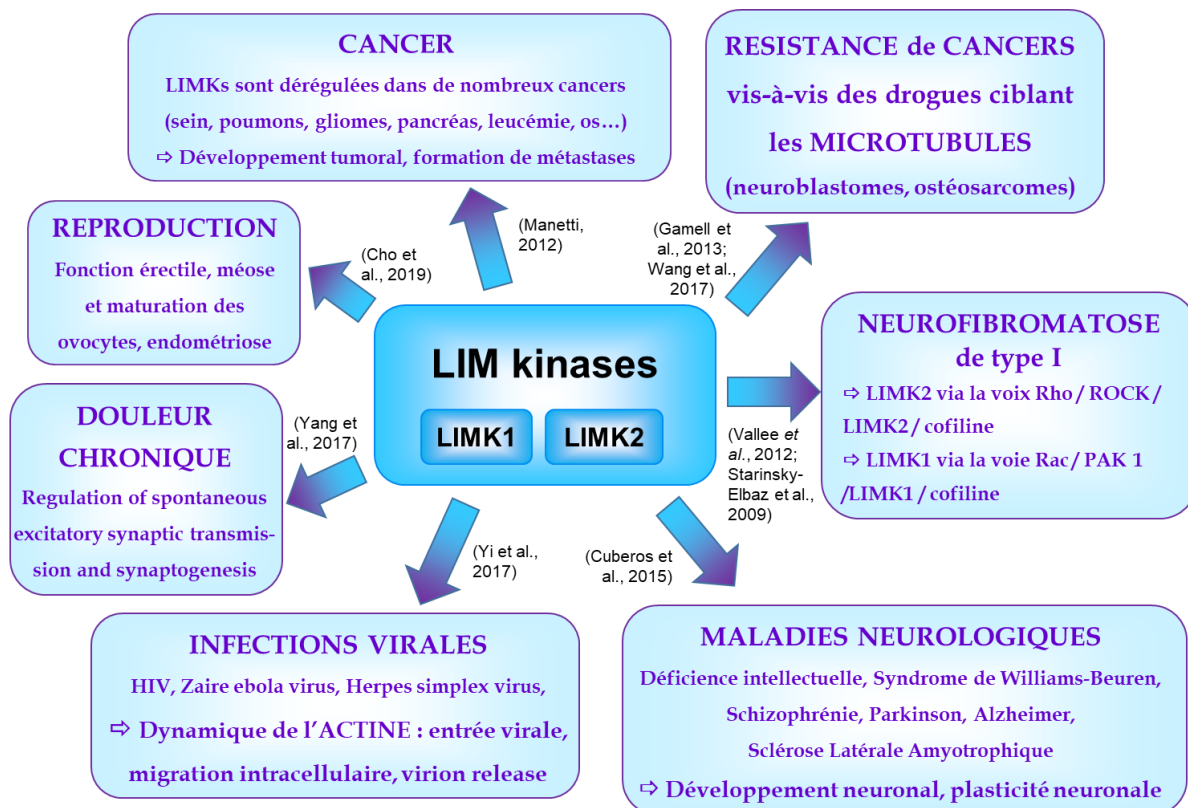 CANCER
LIMKs sont dérégulées dans de nombreux cancers
(sein, poumons, gliomes, pancréas, leucémie, os…)
⇨ Développement tumoral, formation de métastases
RESISTANCE de CANCERS
vis-à-vis des drogues ciblant
les MICROTUBULES
(neuroblastomes, ostéosarcomes)
REPRODUCTION
Fonction érectile, méose
et maturation des
ovocytes, endométriose
(Cho et
al., 2019)
(Manetti,
2012)
(Gamell et
al., 2013;
Wang et al.,
2017)
LIM kinases
LIMK1
LIMK2
NEUROFIBROMATOSE
de type I
⇨ LIMK2 via la voix Rho / ROCK /
LIMK2 / cofiline
⇨ LIMK1 via la voie Rac / PAK 1
/LIMK1 / cofiline
DOULEUR
CHRONIQUE
Regulation of spontaneous
excitatory synaptic transmis-
sion and synaptogenesis
(Yang et
al., 2017)
(Vallee et
al., 2012;
Starinsky-
Elbaz et al.,
2009)
(Yi et al.,
2017)
(Cuberos et
al., 2015)
INFECTIONS VIRALES
HIV, Zaire ebola virus, Herpes simplex virus,
⇨ Dynamique de l’ACTINE : entrée virale,
migration intracellulaire, virion release
MALADIES NEUROLOGIQUES
Déficience intellectuelle, Syndrome de Williams-Beuren,
Schizophrénie, Parkinson, Alzheimer,
Sclérose Latérale Amyotrophique
⇨ Développement neuronal, plasticité neuronale